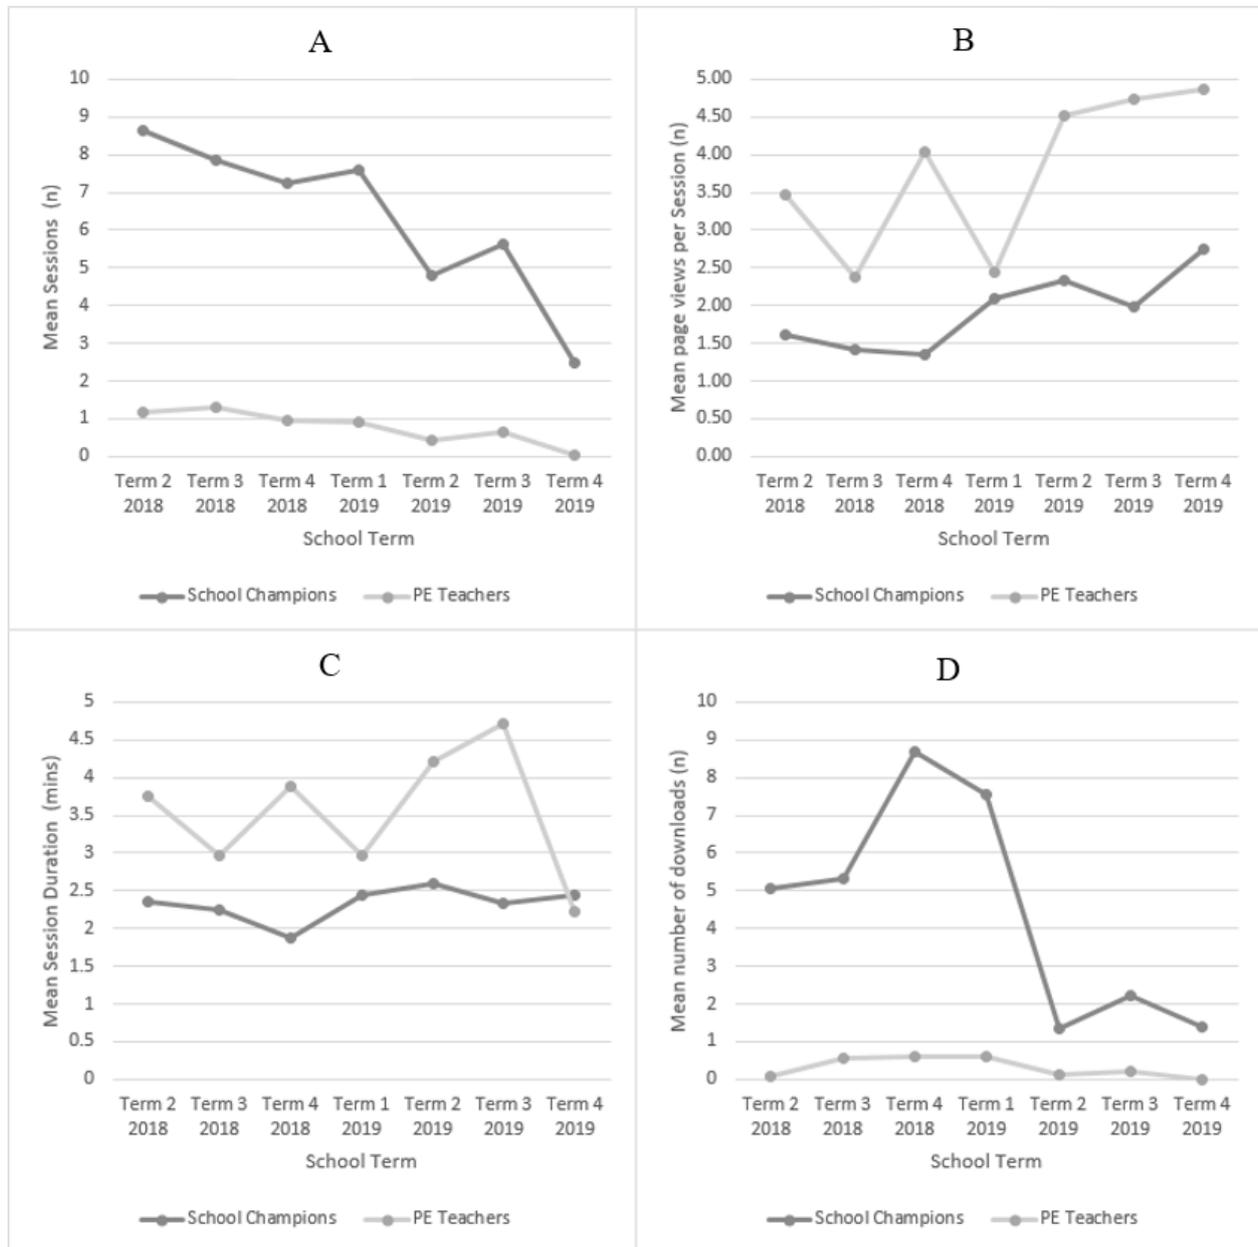 A
Mean Sessions (n)
10
9
8
7
6
5
4
3
2
1
0
Term 2 Term 3 Term 4 Term 1 Term 2 Term 3 Term 4
2018 2018 2018 2019 2019 2019 2019
School Term
School Champions PE Teachers
B
Mean page views per Session (n)
5.00
4.50
4.00
3.50
3.00
2.50
2.00
1.50
1.00
0.50
0.00
Term 2 Term 3 Term 4 Term 1 Term 2 Term 3 Term 4
2018 2018 2018 2019 2019 2019 2019
School Term
School Champions PE Teachers
C
Mean Session Duration (mins)
5
4.5
4
3.5
3
2.5
2
1.5
1
0.5
0
Term 2 Term 3 Term 4 Term 1 Term 2 Term 3 Term 4
2018 2018 2018 2019 2019 2019 2019
School Term
School Champions PE Teachers
D
Mean number of downloads (n)
10
9
8
7
6
5
4
3
2
1
0
Term 2 Term 3 Term 4 Term 1 Term 2 Term 3 Term 4
2018 2018 2018 2019 2019 2019 2019
School Term
School Champions PE Teachers